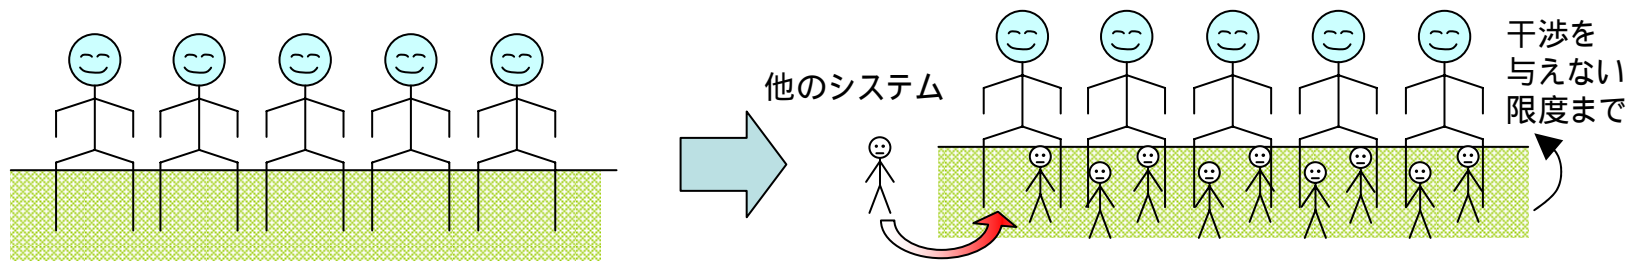 他のシステム
干渉を
与えない
限度まで